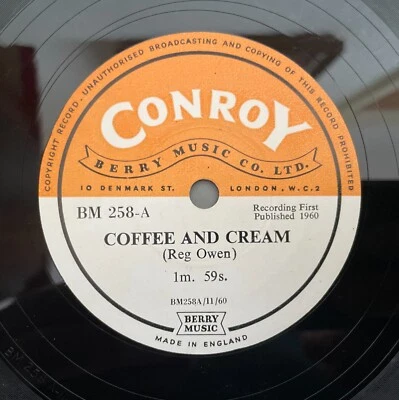 COPYRIGHT RECORD · UNAUTHORISED BROADCASTING AND COPYING OF THIS RECORD PROHIBITED
CONROY
BERRY MUSIC CO. LTD.
10 DENMARK ST. LONDON, W.C.2
BM 258-A
Recording First
Published 1960
COFFEE AND CREAM
(Reg Owen)
1m. 59s.
BM258A/11/60
BERRY
MUSIC
MADE IN ENGLAND